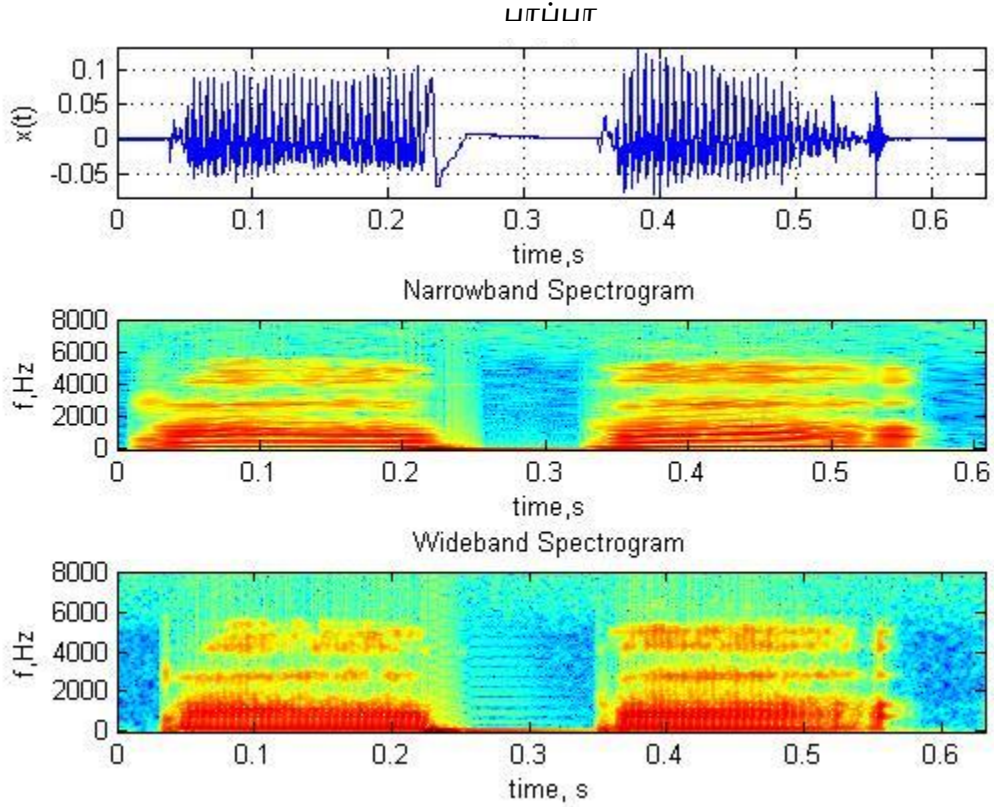 பாப்பா
0.1
0.05
0
-0.05
x(t)
0 0.1 0.2 0.3 0.4 0.5 0.6
time,s
Narrowband Spectrogram
8000
6000
4000
2000
0
f,Hz
0 0.1 0.2 0.3 0.4 0.5 0.6
time,s
Wideband Spectrogram
8000
6000
4000
2000
0
f,Hz
0 0.1 0.2 0.3 0.4 0.5 0.6
time, s